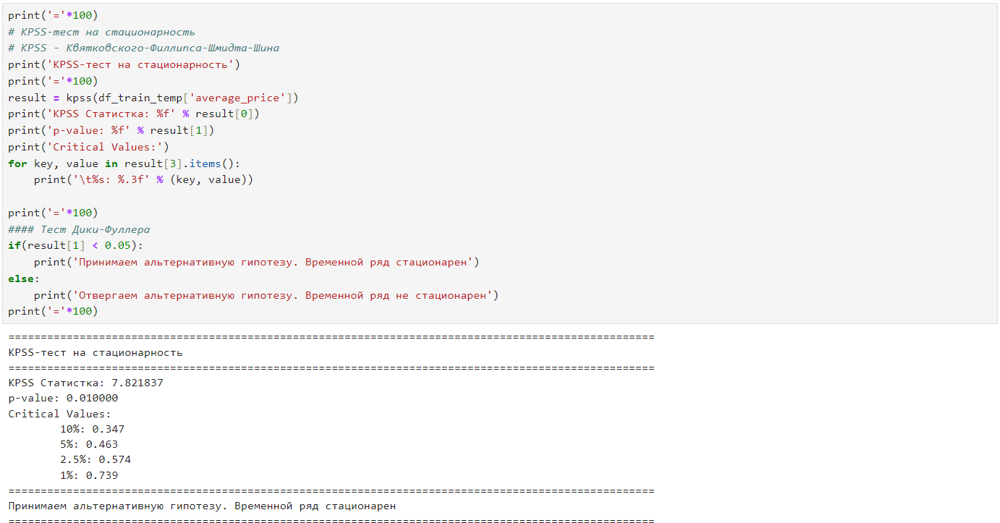 print('='*100)
# KPSS-тест на стационарность
# KPSS - Квятковского-Филлипса-Шмидта-Шина
print('KPSS-тест на стационарность')
print('='*100)
result = kpss(df_train_temp['average_price'])
print('KPSS Статистка: %f' % result[0])
print('p-value: %f' % result[1])
print('Critical Values:')
for key, value in result[3].items():
    print('\t%s: %.3f' % (key, value))
print('='*100)
#### Тест Дики-Фуллера
if(result[1] < 0.05):
    print('Принимаем альтернативную гипотезу. Временной ряд стационарен')
else:
    print('Отвергаем альтернативную гипотезу. Временной ряд не стационарен')
print('='*100)
====================================================================================================
KPSS-тест на стационарность
====================================================================================================
KPSS Статистка: 7.821837
p-value: 0.010000
Critical Values:
        10%: 0.347
        5%: 0.463
        2.5%: 0.574
        1%: 0.739
====================================================================================================
Принимаем альтернативную гипотезу. Временной ряд стационарен
====================================================================================================